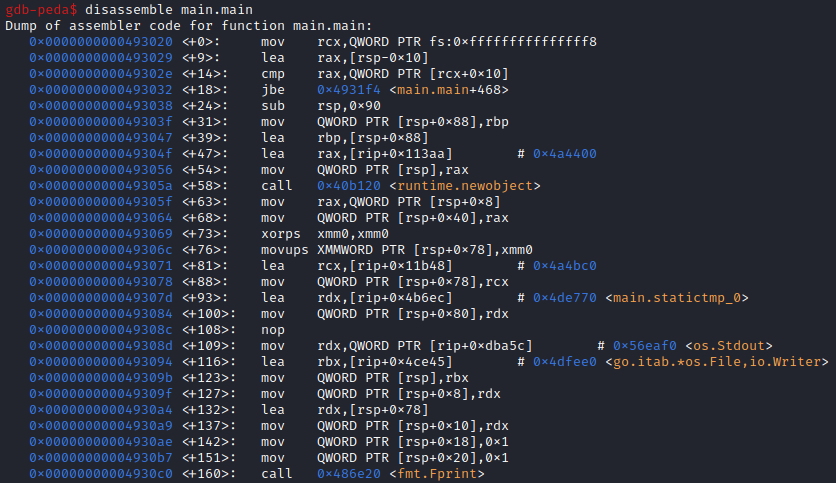 gdb-peda$ disassemble main.main
Dump of assembler code for function main.main:
   0x0000000000493020 <+0>:     mov    rcx,QWORD PTR fs:0xfffffffffffffff8
   0x0000000000493029 <+9>:     lea    rax,[rsp-0x10]
   0x000000000049302e <+14>:    cmp    rax,QWORD PTR [rcx+0x10]
   0x0000000000493032 <+18>:    jbe    0x4931f4 <main.main+468>
   0x0000000000493038 <+24>:    sub    rsp,0x90
   0x000000000049303f <+31>:    mov    QWORD PTR [rsp+0x88],rbp
   0x0000000000493047 <+39>:    lea    rbp,[rsp+0x88]
   0x000000000049304f <+47>:    lea    rax,[rip+0x113aa]        # 0x4a4400
   0x0000000000493056 <+54>:    mov    QWORD PTR [rsp],rax
   0x000000000049305a <+58>:    call   0x40b120 <runtime.newobject>
   0x000000000049305f <+63>:    mov    rax,QWORD PTR [rsp+0x8]
   0x0000000000493064 <+68>:    mov    QWORD PTR [rsp+0x40],rax
   0x0000000000493069 <+73>:    xorps  xmm0,xmm0
   0x000000000049306c <+76>:    movups XMMWORD PTR [rsp+0x78],xmm0
   0x0000000000493071 <+81>:    lea    rcx,[rip+0x11b48]        # 0x4a4bc0
   0x0000000000493078 <+88>:    mov    QWORD PTR [rsp+0x78],rcx
   0x000000000049307d <+93>:    lea    rdx,[rip+0x4b6ec]        # 0x4de770 <main.statictmp_0>
   0x0000000000493084 <+100>:   mov    QWORD PTR [rsp+0x80],rdx
   0x000000000049308c <+108>:   nop
   0x000000000049308d <+109>:   mov    rdx,QWORD PTR [rip+0xdba5c]        # 0x56eaf0 <os.Stdout>
   0x0000000000493094 <+116>:   lea    rbx,[rip+0x4ce45]        # 0x4dfee0 <go.itab.*os.File,io.Writer>
   0x000000000049309b <+123>:   mov    QWORD PTR [rsp],rbx
   0x000000000049309f <+127>:   mov    QWORD PTR [rsp+0x8],rdx
   0x00000000004930a4 <+132>:   lea    rdx,[rsp+0x78]
   0x00000000004930a9 <+137>:   mov    QWORD PTR [rsp+0x10],rdx
   0x00000000004930ae <+142>:   mov    QWORD PTR [rsp+0x18],0x1
   0x00000000004930b7 <+151>:   mov    QWORD PTR [rsp+0x20],0x1
   0x00000000004930c0 <+160>:   call   0x486e20 <fmt.Fprint>